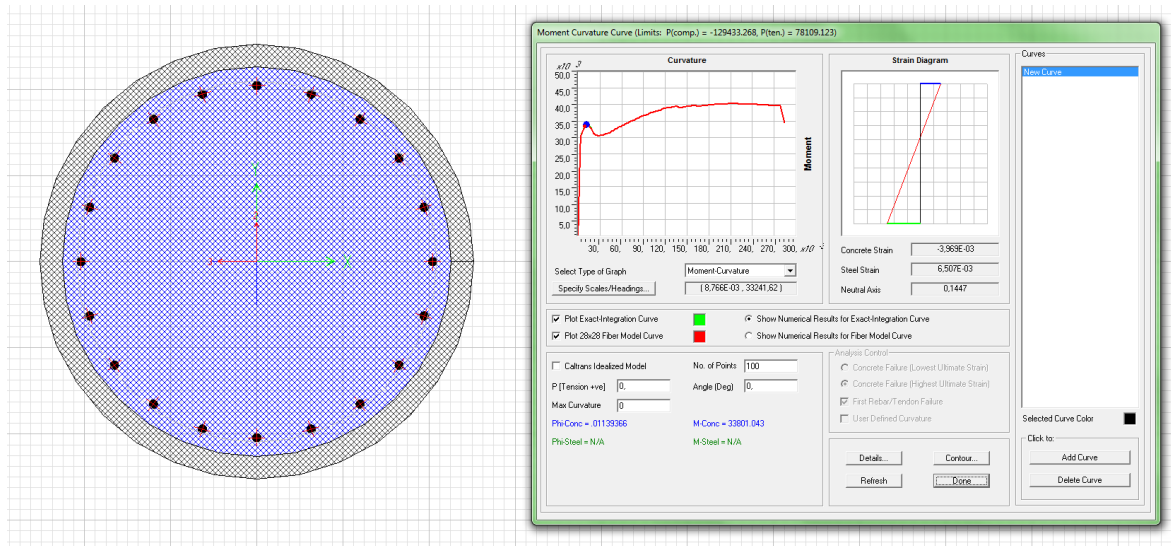 Moment Curvature Curve (Limits: P(comp.) = -129433.268, P(ten.) = 78109.123)
Curvature
x10 3
50,0
45,0
40,0
35,0
30,0
25,0
20,0
15,0
10,0
5,0
30, 60, 90, 120, 150, 180, 210, 240, 270, 300, x10
Moment
Select Type of Graph
Moment-Curvature
Specify Scales/Headings...
( 8,766E-03 , 33241,62 )
Strain Diagram
Concrete Strain
-3,969E-03
Steel Strain
6,507E-03
Neutral Axis
0,1447
Plot Exact-Integration Curve
Show Numerical Results for Exact-Integration Curve
Plot 28x28 Fiber Model Curve
Show Numerical Results for Fiber Model Curve
Caltrans Idealized Model
No. of Points
100
P [Tension +ve]
0,
Angle (Deg)
0,
Max Curvature
0
Phi-Conc = .01139366
M-Conc = 33801.043
Phi-Steel = N/A
M-Steel = N/A
Analysis Control
Concrete Failure (Lowest Ultimate Strain)
Concrete Failure (Highest Ultimate Strain)
First Rebar/Tendon Failure
User Defined Curvature
Details...
Contour...
Refresh
Done
Curves
New Curve
Selected Curve Color
Click to:
Add Curve
Delete Curve